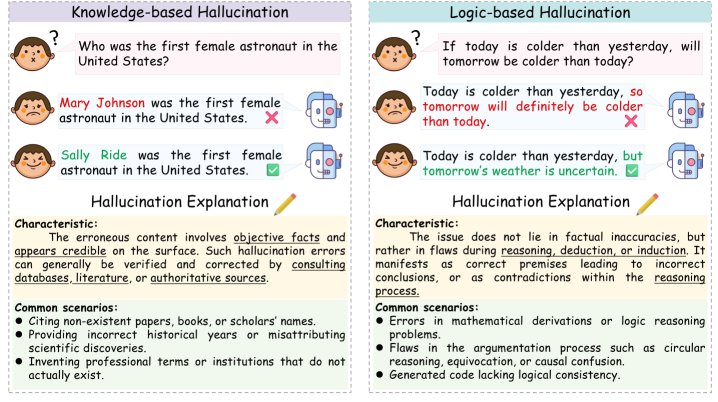 Knowledge-based Hallucination
?
Who was the first female astronaut in the
United States?
Mary Johnson was the first female
astronaut in the United States.
Sally Ride was the first female
astronaut in the United States.
Hallucination Explanation
Characteristic:
The erroneous content involves objective facts and
appears credible on the surface. Such hallucination errors
can generally be verified and corrected by consulting
databases, literature, or authoritative sources.
Common scenarios:
● Citing non-existent papers, books, or scholars' names.
● Providing incorrect historical years or misattributing
scientific discoveries.
● Inventing professional terms or institutions that do not
actually exist.
Logic-based Hallucination
?
If today is colder than yesterday, will
tomorrow be colder than today?
Today is colder than yesterday, so
tomorrow will definitely be colder
than today.
Today is colder than yesterday, but
tomorrow's weather is uncertain.
Hallucination Explanation
Characteristic:
The issue does not lie in factual inaccuracies, but
rather in flaws during reasoning, deduction, or induction. It
manifests as correct premises leading to incorrect
conclusions, or as contradictions within the reasoning
process.
Common scenarios:
● Errors in mathematical derivations or logic reasoning
problems.
● Flaws in the argumentation process such as circular
reasoning, equivocation, or causal confusion.
● Generated code lacking logical consistency.